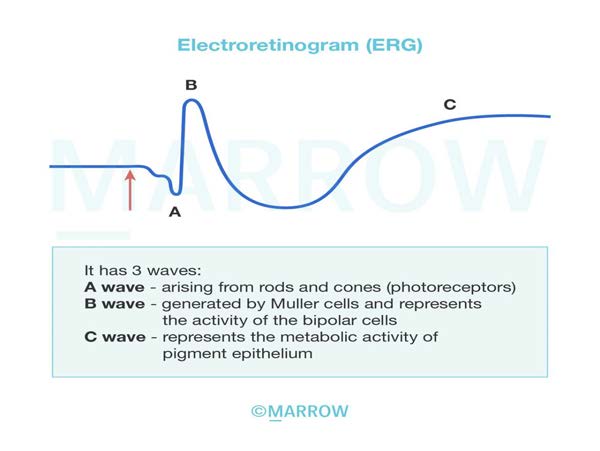 Electroretinogram (ERG)
B
C
MARROW
A
It has 3 waves:
A wave - arising from rods and cones (photoreceptors)
B wave - generated by Muller cells and represents
the activity of the bipolar cells
C wave - represents the metabolic activity of
pigment epithelium
©MARROW